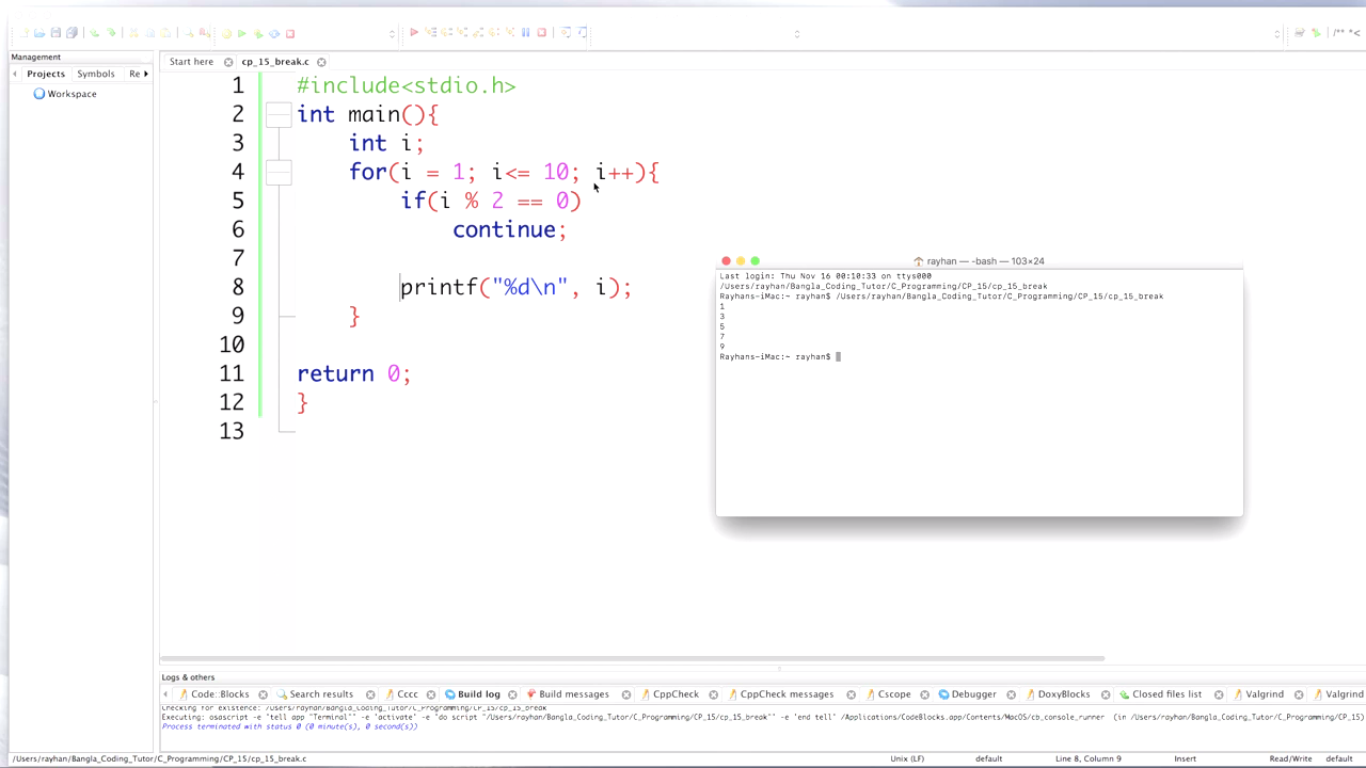 Management
Projects Symbols Re
Workspace
Start here cp_15_break.c
/** *<
1 #include<stdio.h>
2 int main(){
3 int i;
4 for(i = 1; i<= 10; i++){
5 if(i % 2 == 0)
6 continue;
7
8 printf("%d\n", i);
9 }
10
11 return 0;
12 }
13
rayhan — -bash — 103×24
Last login: Thu Nov 16 00:10:33 on ttys000
/Users/rayhan/Bangla_Coding_Tutor/C_Programming/CP_15/cp_15_break
Rayhans-iMac:~ rayhan$ /Users/rayhan/Bangla_Coding_Tutor/C_Programming/CP_15/cp_15_break
1
3
5
7
9
Rayhans-iMac:~ rayhan$
Logs & others
Code::Blocks Search results Cccc Build log Build messages CppCheck CppCheck messages Cscope Debugger DoxyBlocks Closed files list Valgrind Valgrind
Checking for existence: /Users/rayhan/Bangla_Coding_Tutor/C_Programming/CP_15/cp_15_break
Executing: osascript -e 'tell app "Terminal"' -e 'activate' -e 'do script "/Users/rayhan/Bangla_Coding_Tutor/C_Programming/CP_15/cp_15_break"' -e 'end tell' /Applications/CodeBlocks.app/Contents/MacOS/cb_console_runner (in /Users/rayhan/Bangla_Coding_Tutor/C_Programming/CP_15)
Process terminated with status 0 (0 minute(s), 0 second(s))
/Users/rayhan/Bangla_Coding_Tutor/C_Programming/CP_15/cp_15_break.c Unix (LF) default Line 8, Column 9 Insert Read/Write default